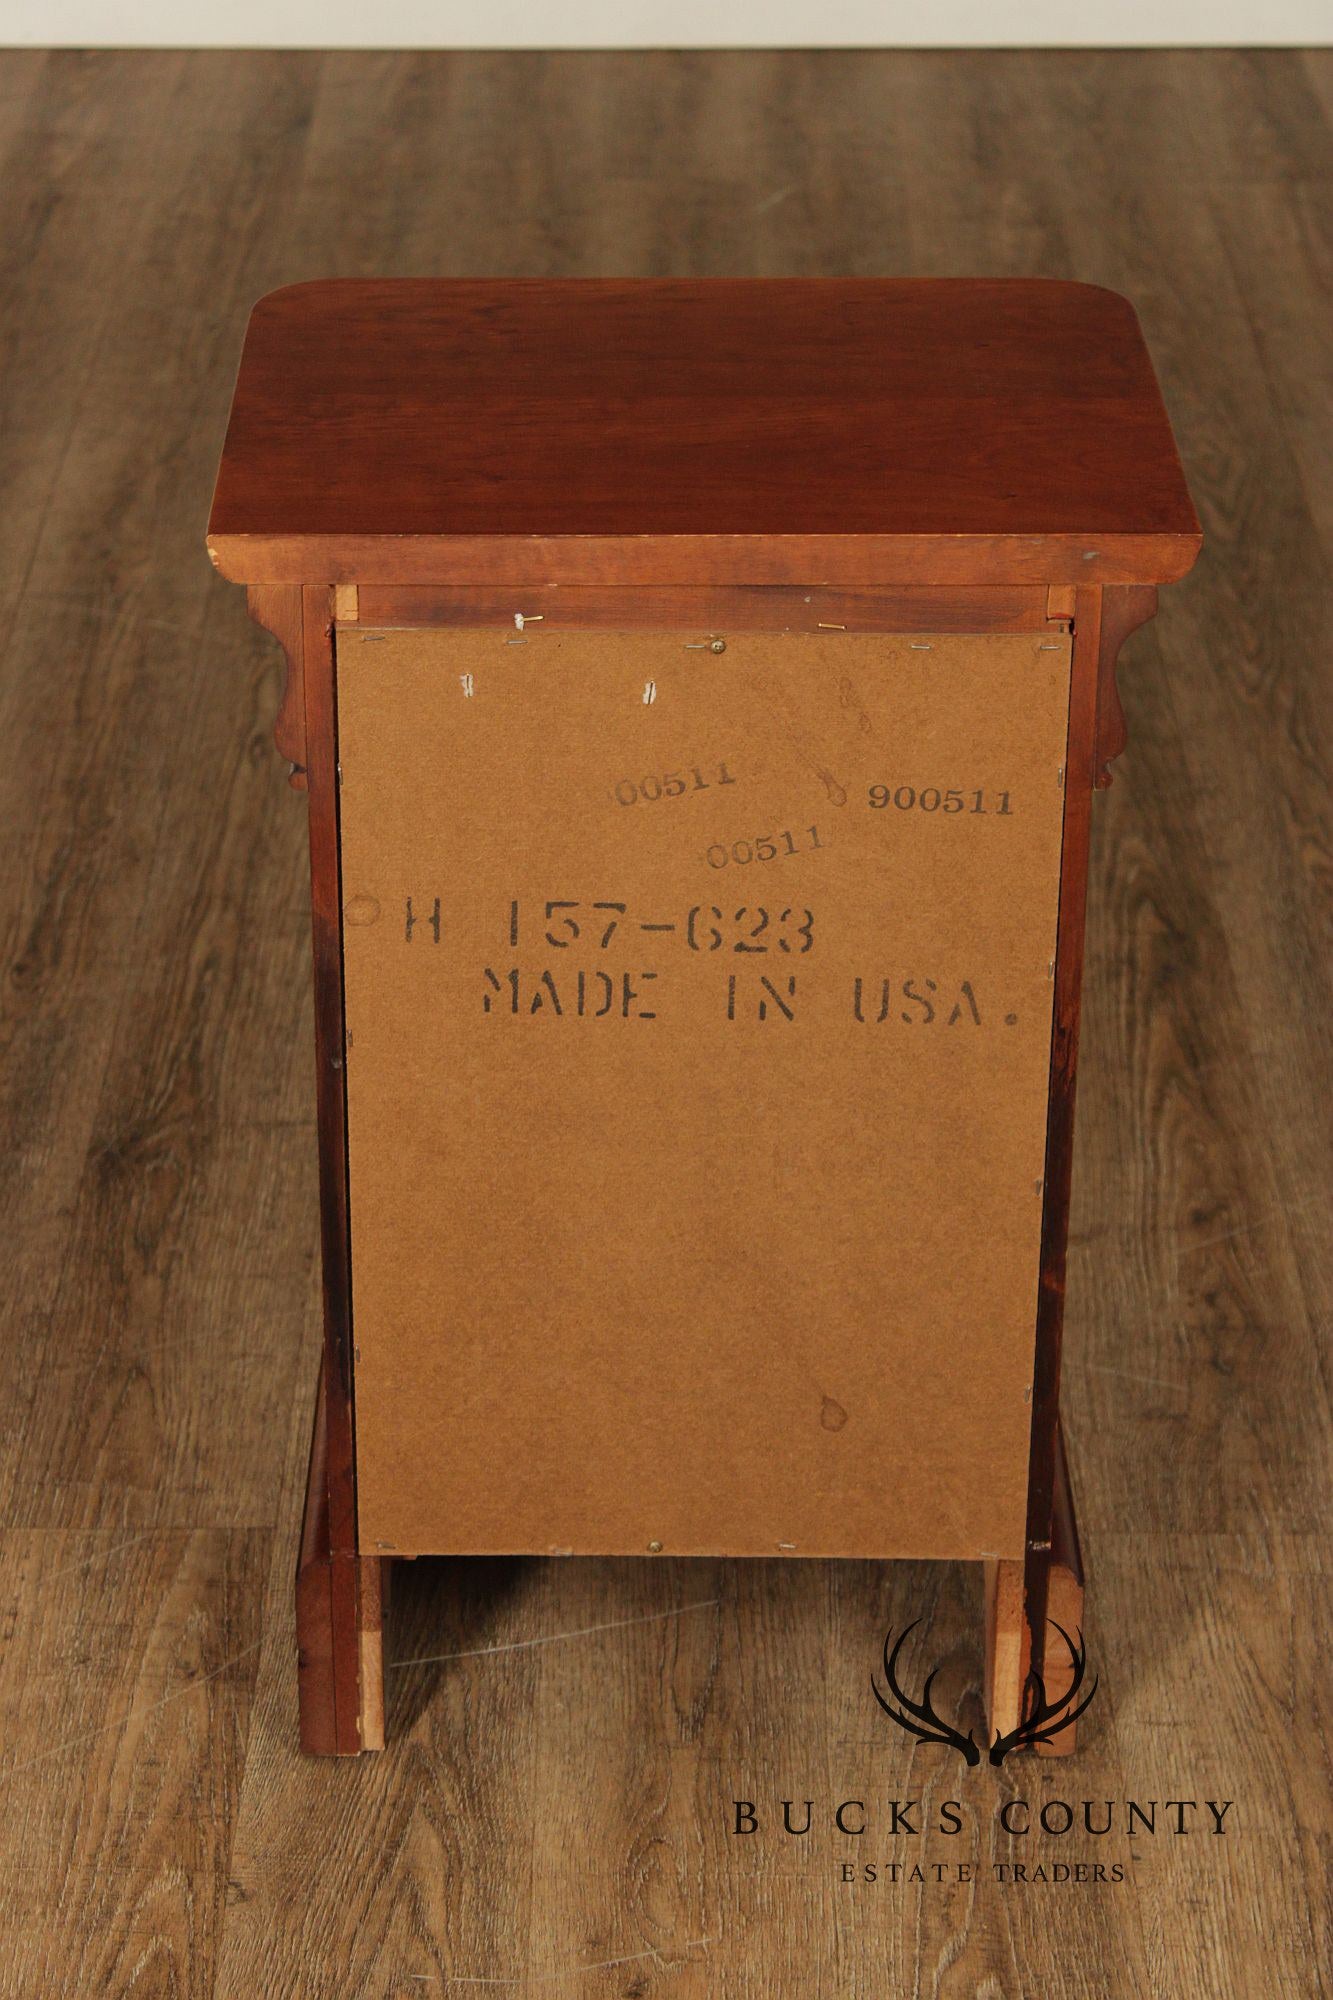 00511
900511
00511
H 157-623
MADE IN USA.
BUCKS COUNTY
ESTATE TRADERS